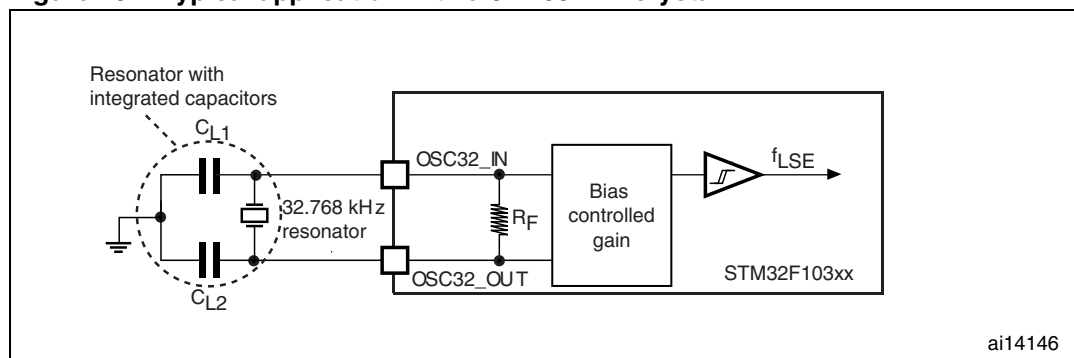 Resonator with
integrated capacitors
CL1
OSC32_IN
fLSE
32.768 kHz
resonator
RF
Bias
controlled
gain
OSC32_OUT
STM32F103xx
CL2
ai14146